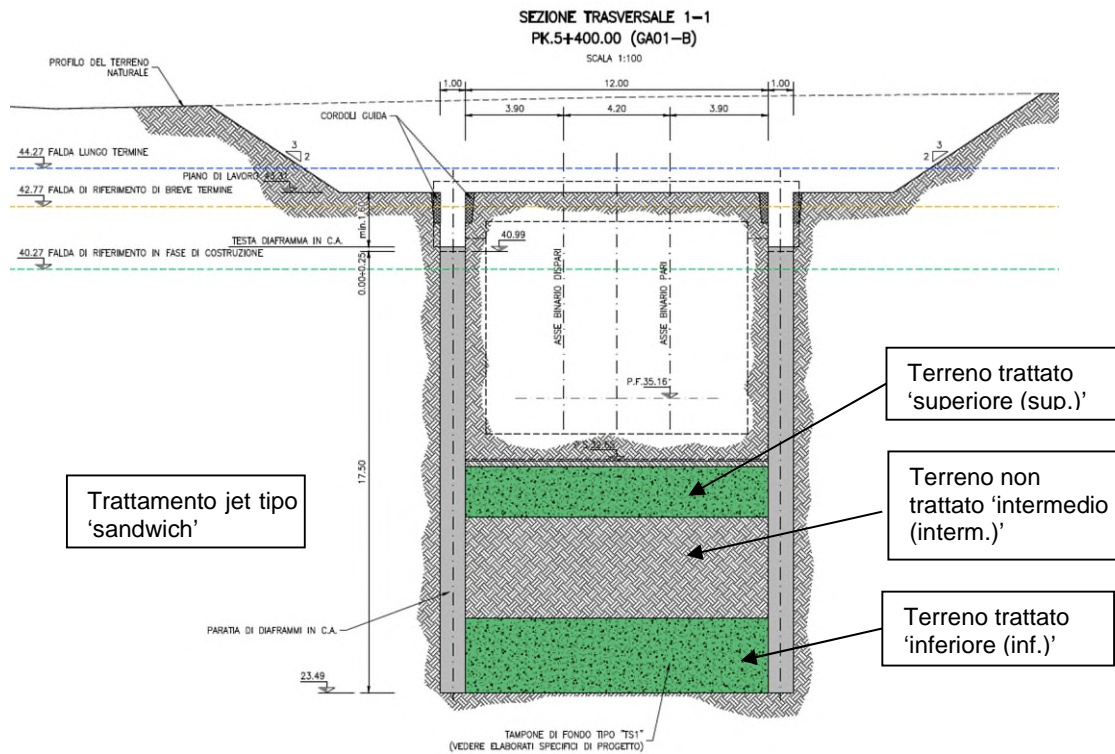 SEZIONE TRASVERSALE 1-1
PK.5+400.00 (GA01-B)
SCALA 1:100
PROFILO DEL TERRENO
NATURALE
1.00
12.00
1.00
3.90
4.20
3.90
CORDOLI GUIDA
3
2
3
2
44.27 FALDA LUNGO TERMINE
PIANO DI LAVORO 43.31
42.77 FALDA DI RIFERIMENTO DI BREVE TERMINE
min.1.00
TESTA DIAFRAMMA IN C.A.
40.99
40.27 FALDA DI RIFERIMENTO IN FASE DI COSTRUZIONE
0.00÷0.25
ASSE BINARIO DISPARI
ASSE BINARIO PARI
P.F.35.16
Terreno trattato
‘superiore (sup.)’
17.50
Terreno non
trattato ‘intermedio
(interm.)’
Trattamento jet tipo
‘sandwich’
Terreno trattato
‘inferiore (inf.)’
PARATIA DI DIAFRAMMI IN C.A.
23.49
TAMPONE DI FONDO TIPO "TS1"
(VEDERE ELABORATI SPECIFICI DI PROGETTO)